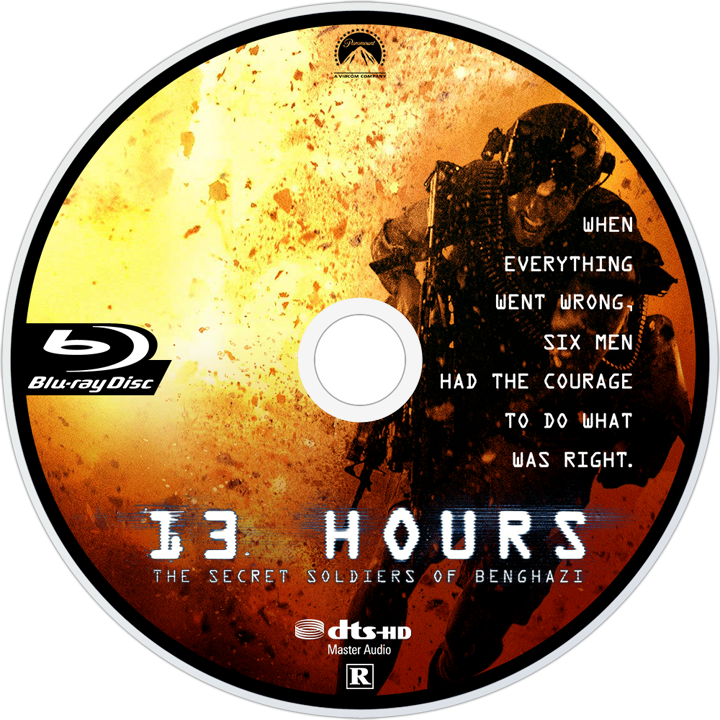 Paramount
A VIACOM COMPANY
WHEN
EVERYTHING
WENT WRONG,
SIX MEN
HAD THE COURAGE
TO DO WHAT
WAS RIGHT.
Blu-ray Disc
13 HOURS
THE SECRET SOLDIERS OF BENGHAZI
dts-HD
Master Audio
R